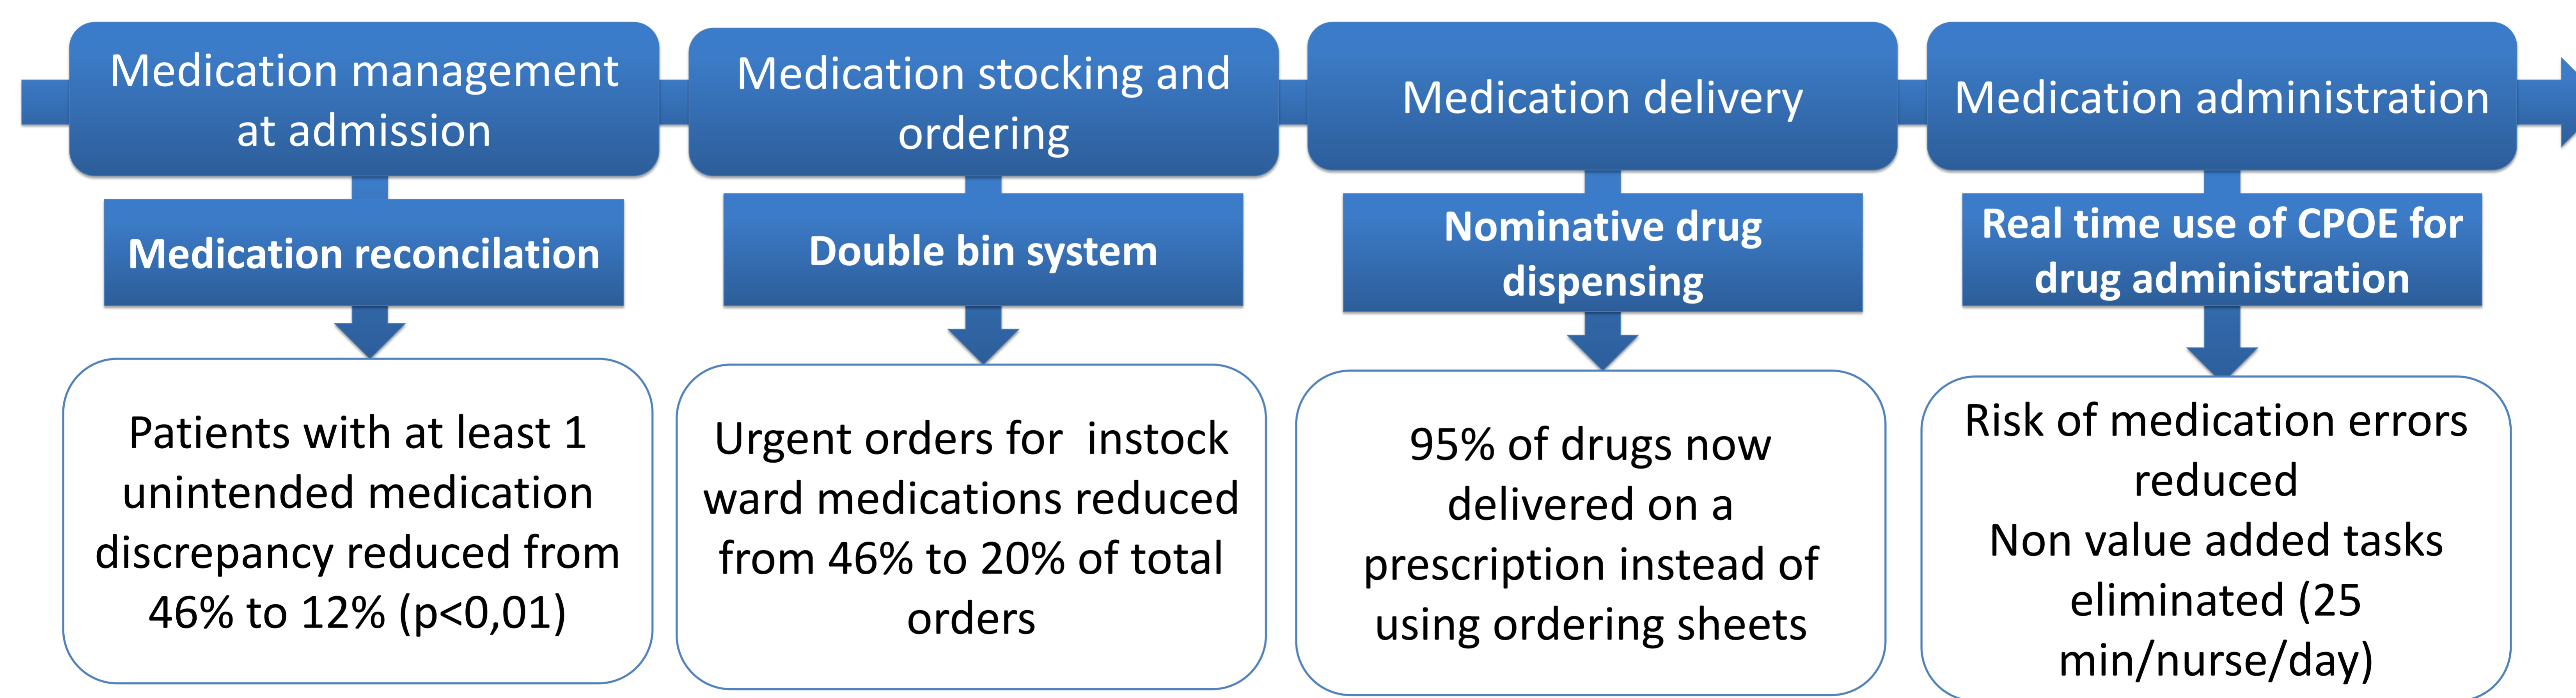 Medication management
at admission
Medication stocking and
ordering
Medication delivery
Medication administration
Medication reconcilation
Double bin system
Nominative drug
dispensing
Real time use of CPOE for
drug administration
Patients with at least 1
unintended medication
discrepancy reduced from
46% to 12% (p<0,01)
Urgent orders for  instock
ward medications reduced
from 46% to 20% of total
orders
95% of drugs now
delivered on a
prescription instead of
using ordering sheets
Risk of medication errors
reduced
Non value added tasks
eliminated (25
min/nurse/day)